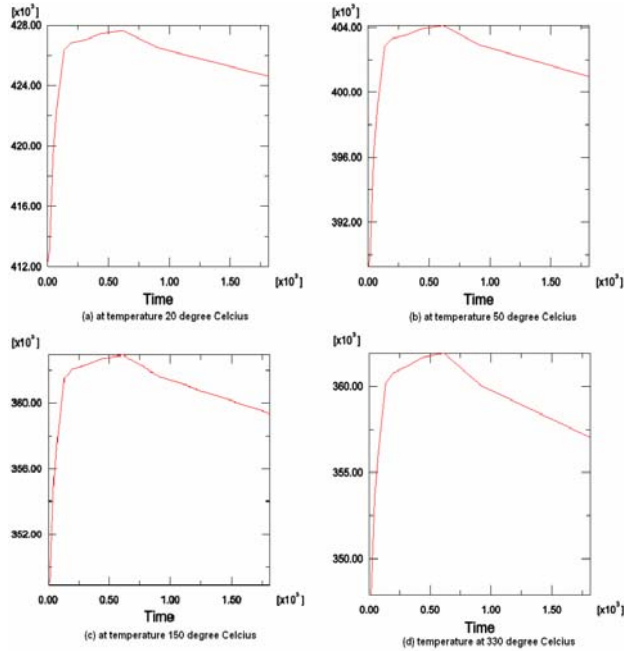 [x10³] [x10³]
428.00 404.00
424.00 400.00
420.00 396.00
416.00 392.00
412.00
0.00 0.50 1.00 1.50 [x10³] 0.00 0.50 1.00 1.50 [x10³]
Time Time
(a) at temperature 20 degree Celcius (b) at temperature 50 degree Celcius
[x10³] [x10³]
360.00 360.00
356.00 355.00
352.00 350.00
0.00 0.50 1.00 1.50 [x10³] 0.00 0.50 1.00 1.50 [x10³]
Time Time
(c) at temperature 150 degree Celcius (d) temperature at 330 degree Celcius